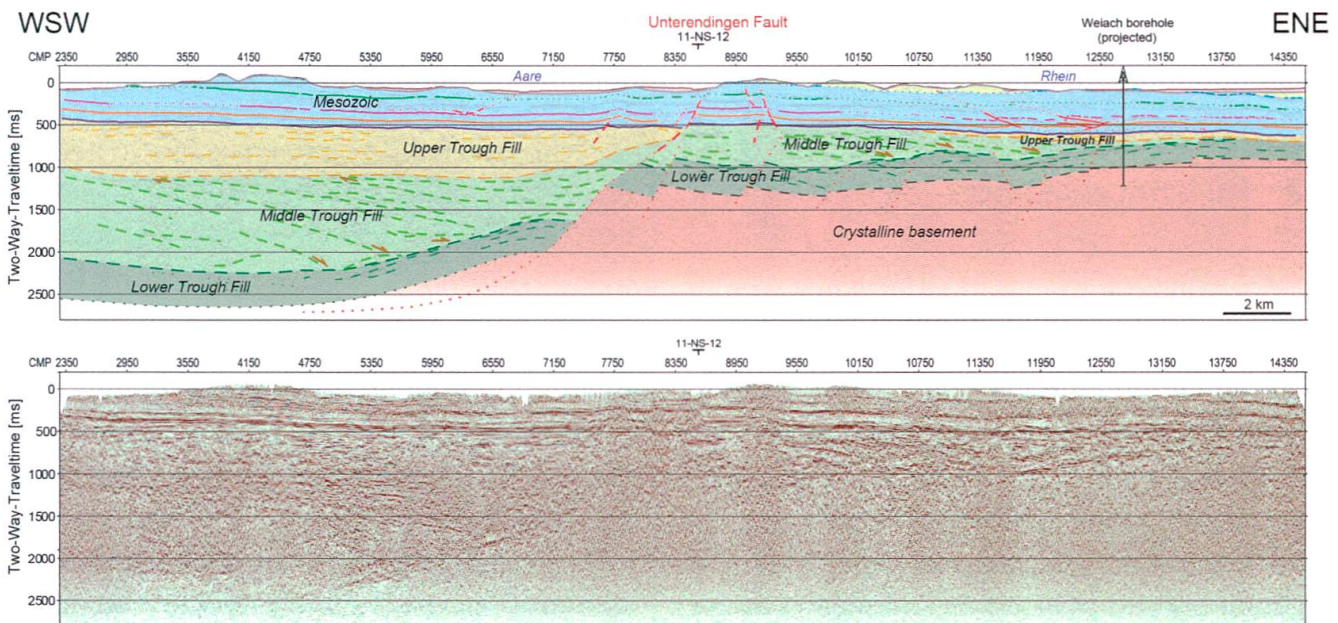 WSW
Unterendingen Fault
ENE
11-NS-12
Weiach borehole
(projected)
CMP 2350 2950 3550 4150 4750 5350 5950 6550 7150 7750 8350 8950 9550 10150 10750 11350 11950 12550 13150 13750 14350
Aare
Rhein
Two-Way-Traveltime [ms]
0
500
1000
1500
2000
2500
Mesozoic
Upper Trough Fill
Middle Trough Fill
Upper Trough Fill
Lower Trough Fill
Middle Trough Fill
Crystalline basement
Lower Trough Fill
2 km
11-NS-12
CMP 2350 2950 3550 4150 4750 5350 5950 6550 7150 7750 8350 8950 9550 10150 10750 11350 11950 12550 13150 13750 14350
Two-Way-Traveltime [ms]
0
500
1000
1500
2000
2500